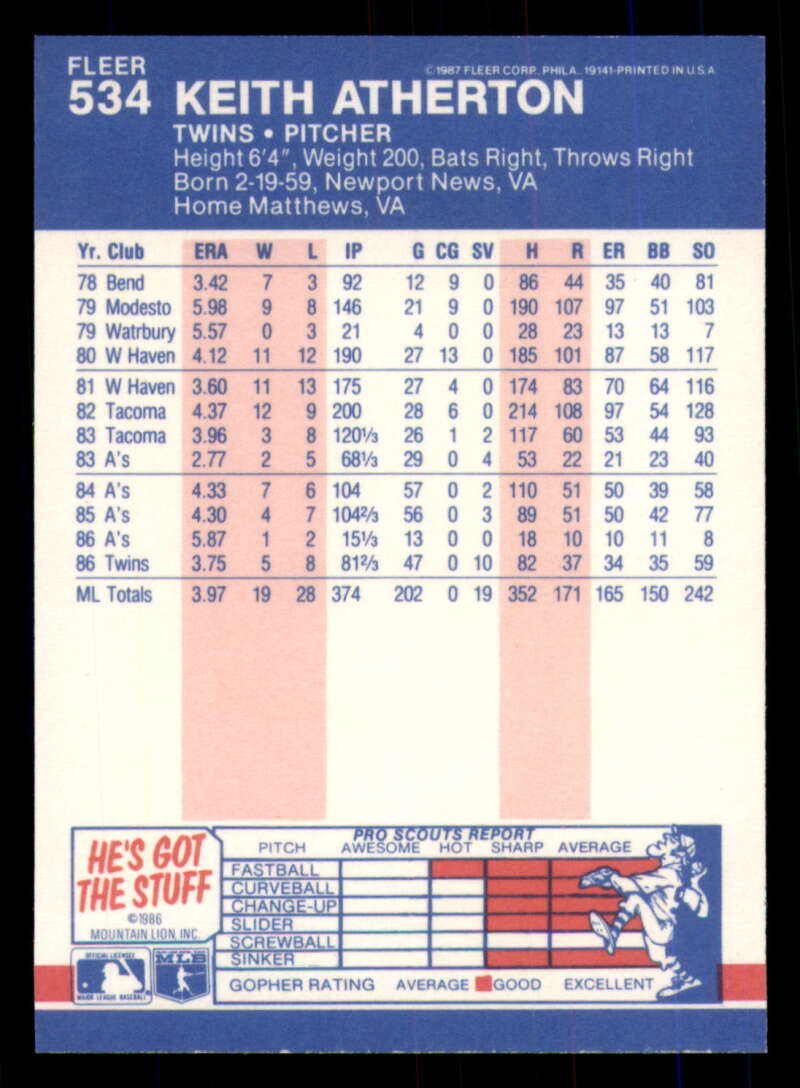 FLEER ©1987 FLEER CORP., PHILA., 19141-PRINTED IN U.S.A
534 KEITH ATHERTON
TWINS • PITCHER
Height 6'4", Weight 200, Bats Right, Throws Right
Born 2-19-59, Newport News, VA
Home Matthews, VA
Yr. Club ERA W L IP G CG SV H R ER BB SO
78 Bend 3.42 7 3 92 12 9 0 86 44 35 40 81
79 Modesto 5.98 9 8 146 21 9 0 190 107 97 51 103
79 Watrbury 5.57 0 3 21 4 0 0 28 23 13 13 7
80 W Haven 4.12 11 12 190 27 13 0 185 101 87 58 117
81 W Haven 3.60 11 13 175 27 4 0 174 83 70 64 116
82 Tacoma 4.37 12 9 200 28 6 0 214 108 97 54 128
83 Tacoma 3.96 3 8 120⅓ 26 1 2 117 60 53 44 93
83 A's 2.77 2 5 68⅓ 29 0 4 53 22 21 23 40
84 A's 4.33 7 6 104 57 0 2 110 51 50 39 58
85 A's 4.30 4 7 104⅔ 56 0 3 89 51 50 42 77
86 A's 5.87 1 2 15⅓ 13 0 0 18 10 10 11 8
86 Twins 3.75 5 8 81⅔ 47 0 10 82 37 34 35 59
ML Totals 3.97 19 28 374 202 0 19 352 171 165 150 242
HE'S GOT
THE STUFF
©1986
MOUNTAIN LION, INC.
OFFICIAL LICENSEE
MAJOR LEAGUE BASEBALL
MLB
PRO SCOUTS REPORT
PITCH AWESOME HOT SHARP AVERAGE
FASTBALL
CURVEBALL
CHANGE-UP
SLIDER
SCREWBALL
SINKER
GOPHER RATING AVERAGE GOOD EXCELLENT